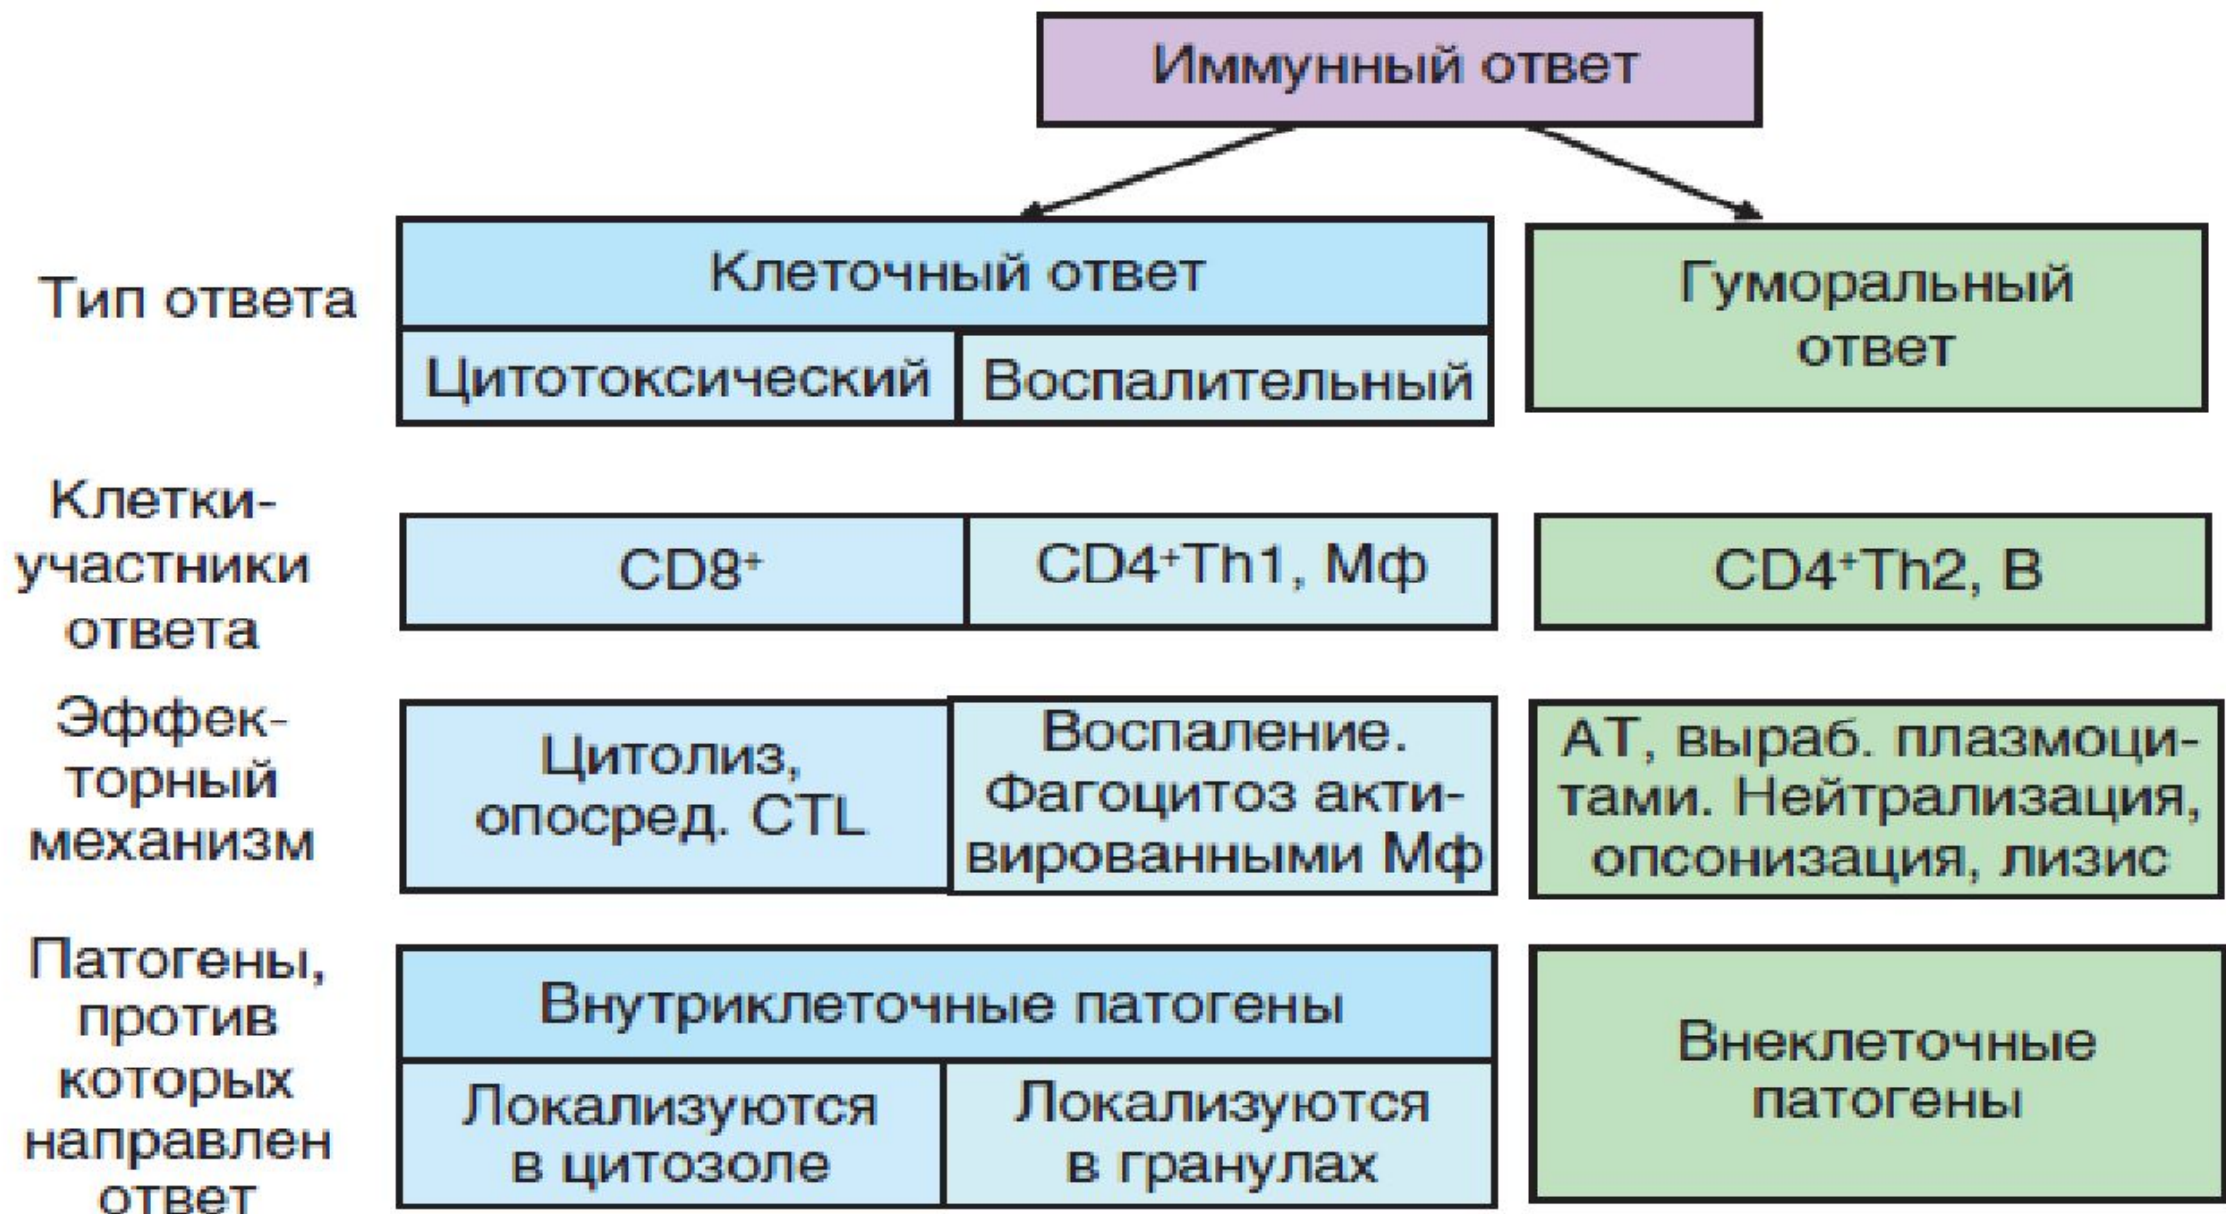 Иммунный ответ
Тип ответа
Клеточный ответ
Цитотоксический
Воспалительный
Гуморальный
ответ
Клетки-
участники
ответа
CD8⁺
CD4⁺Th1, Мф
CD4⁺Th2, В
Эффек-
торный
механизм
Цитолиз,
опосред. CTL
Воспаление.
Фагоцитоз акти-
вированными Мф
АТ, выраб. плазмоци-
тами. Нейтрализация,
опсонизация, лизис
Патогены,
против
которых
направлен
ответ
Внутриклеточные патогены
Локализуются
в цитозоле
Локализуются
в гранулах
Внеклеточные
патогены